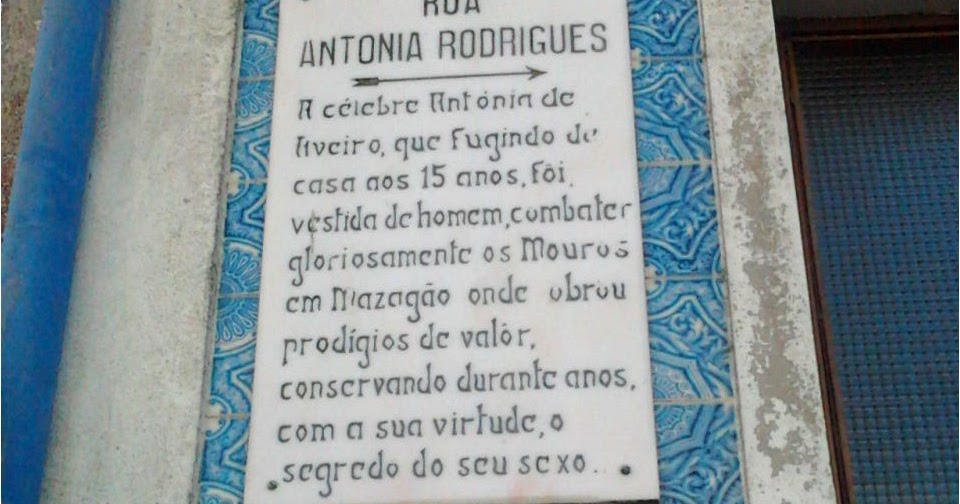 RUA
ANTONIA RODRIGUES
A célebre Antónia de
Aveiro, que fugindo de
casa aos 15 anos, fôi,
vestida de homem, combater
gloriosamente os Mouros
em Mazagão onde obrou
prodígios de valôr,
conservando durante anos,
com a sua virtude, o
segredo do seu sexo...